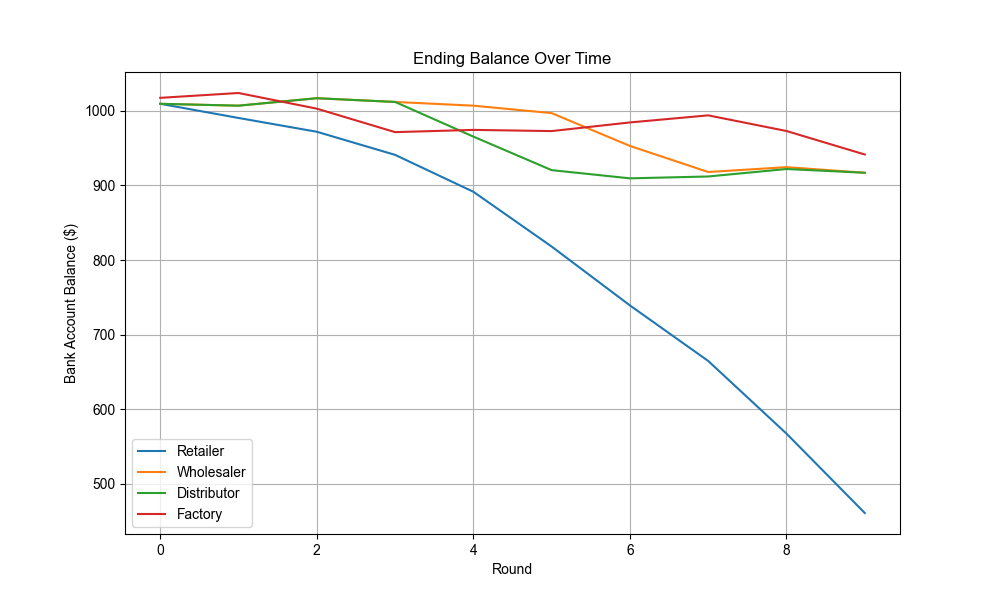 Ending Balance Over Time
Bank Account Balance ($)
1000
900
800
700
600
500
Retailer
Wholesaler
Distributor
Factory
0 2 4 6 8
Round